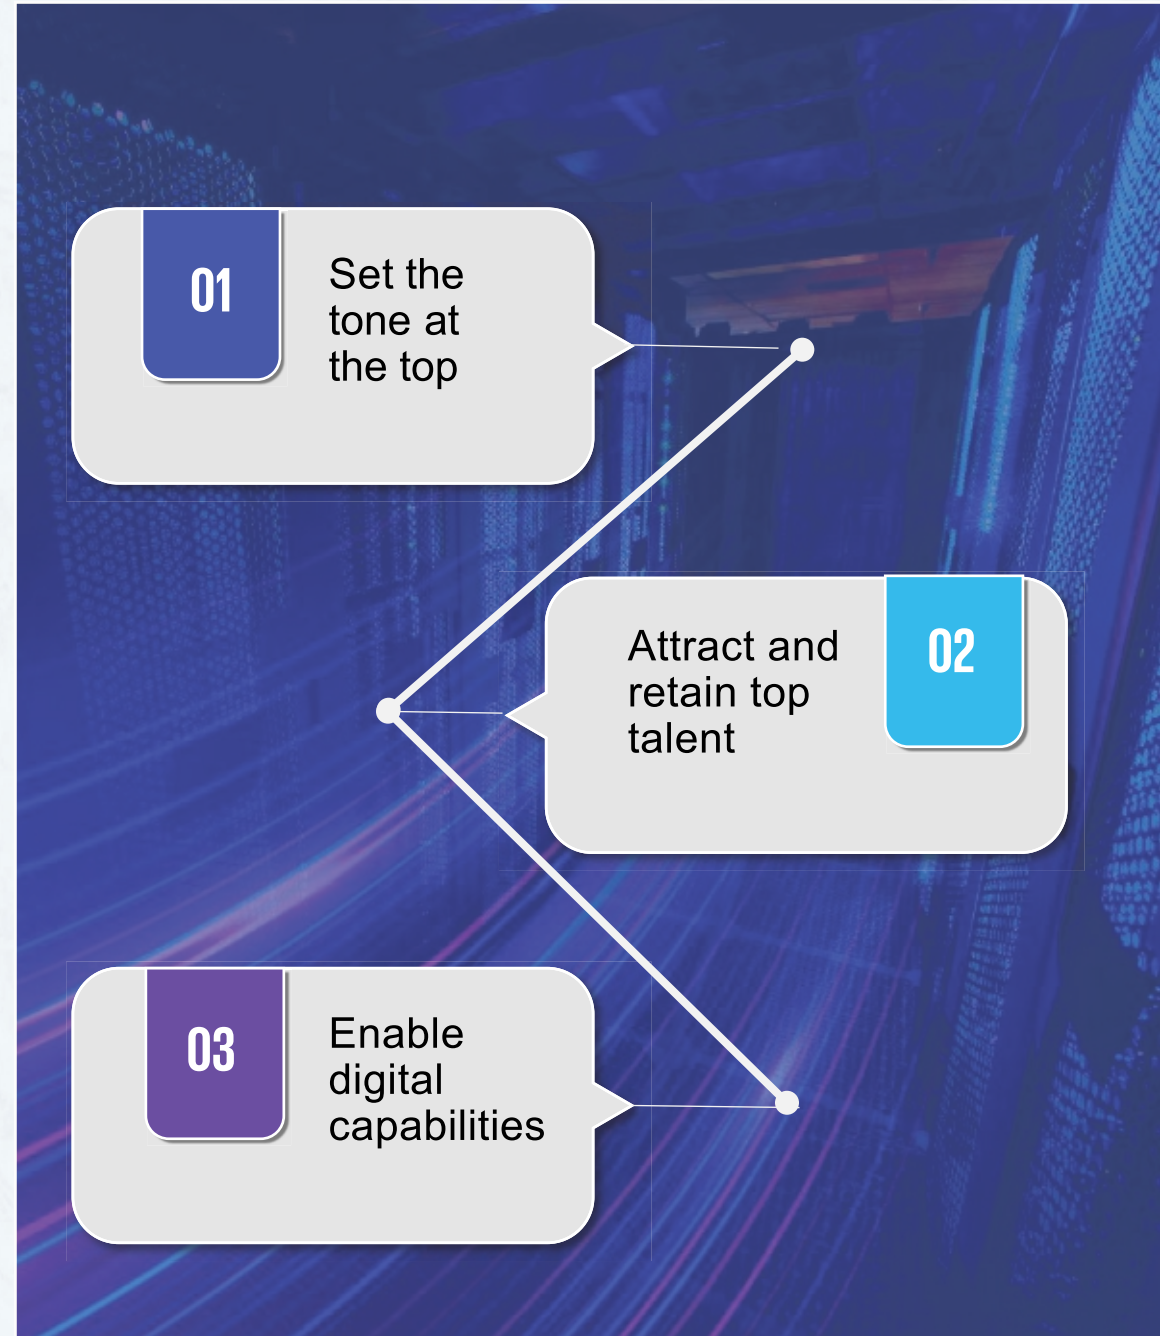 01
Set the
tone at
the top
Attract and
retain top
talent
02
03
Enable
digital
capabilities